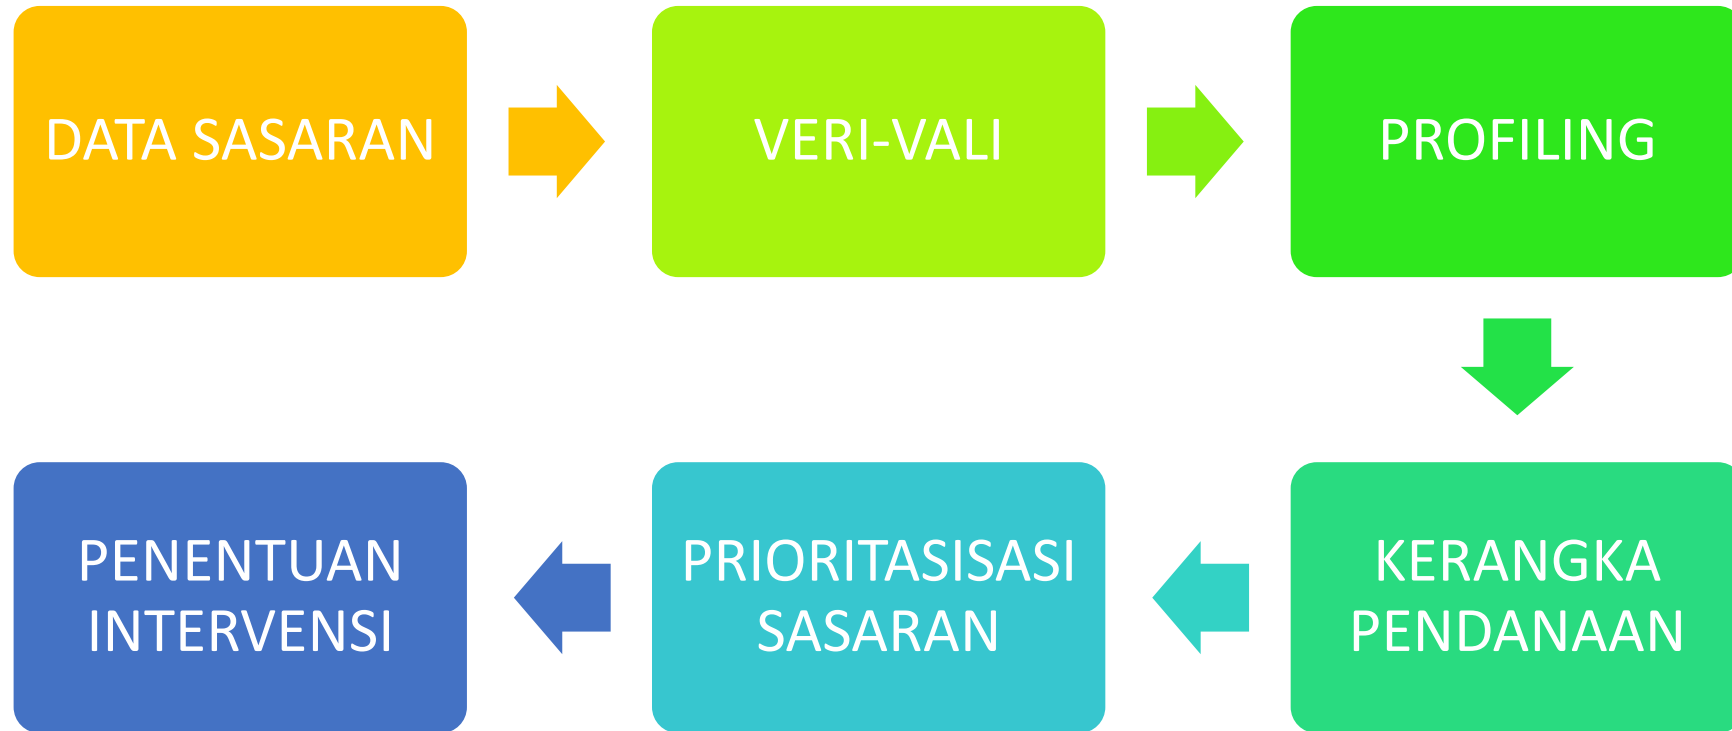 DATA SASARAN
VERI-VALI
PROFILING
KERANGKA
PENDANAAN
PRIORITASISASI
SASARAN
PENENTUAN
INTERVENSI